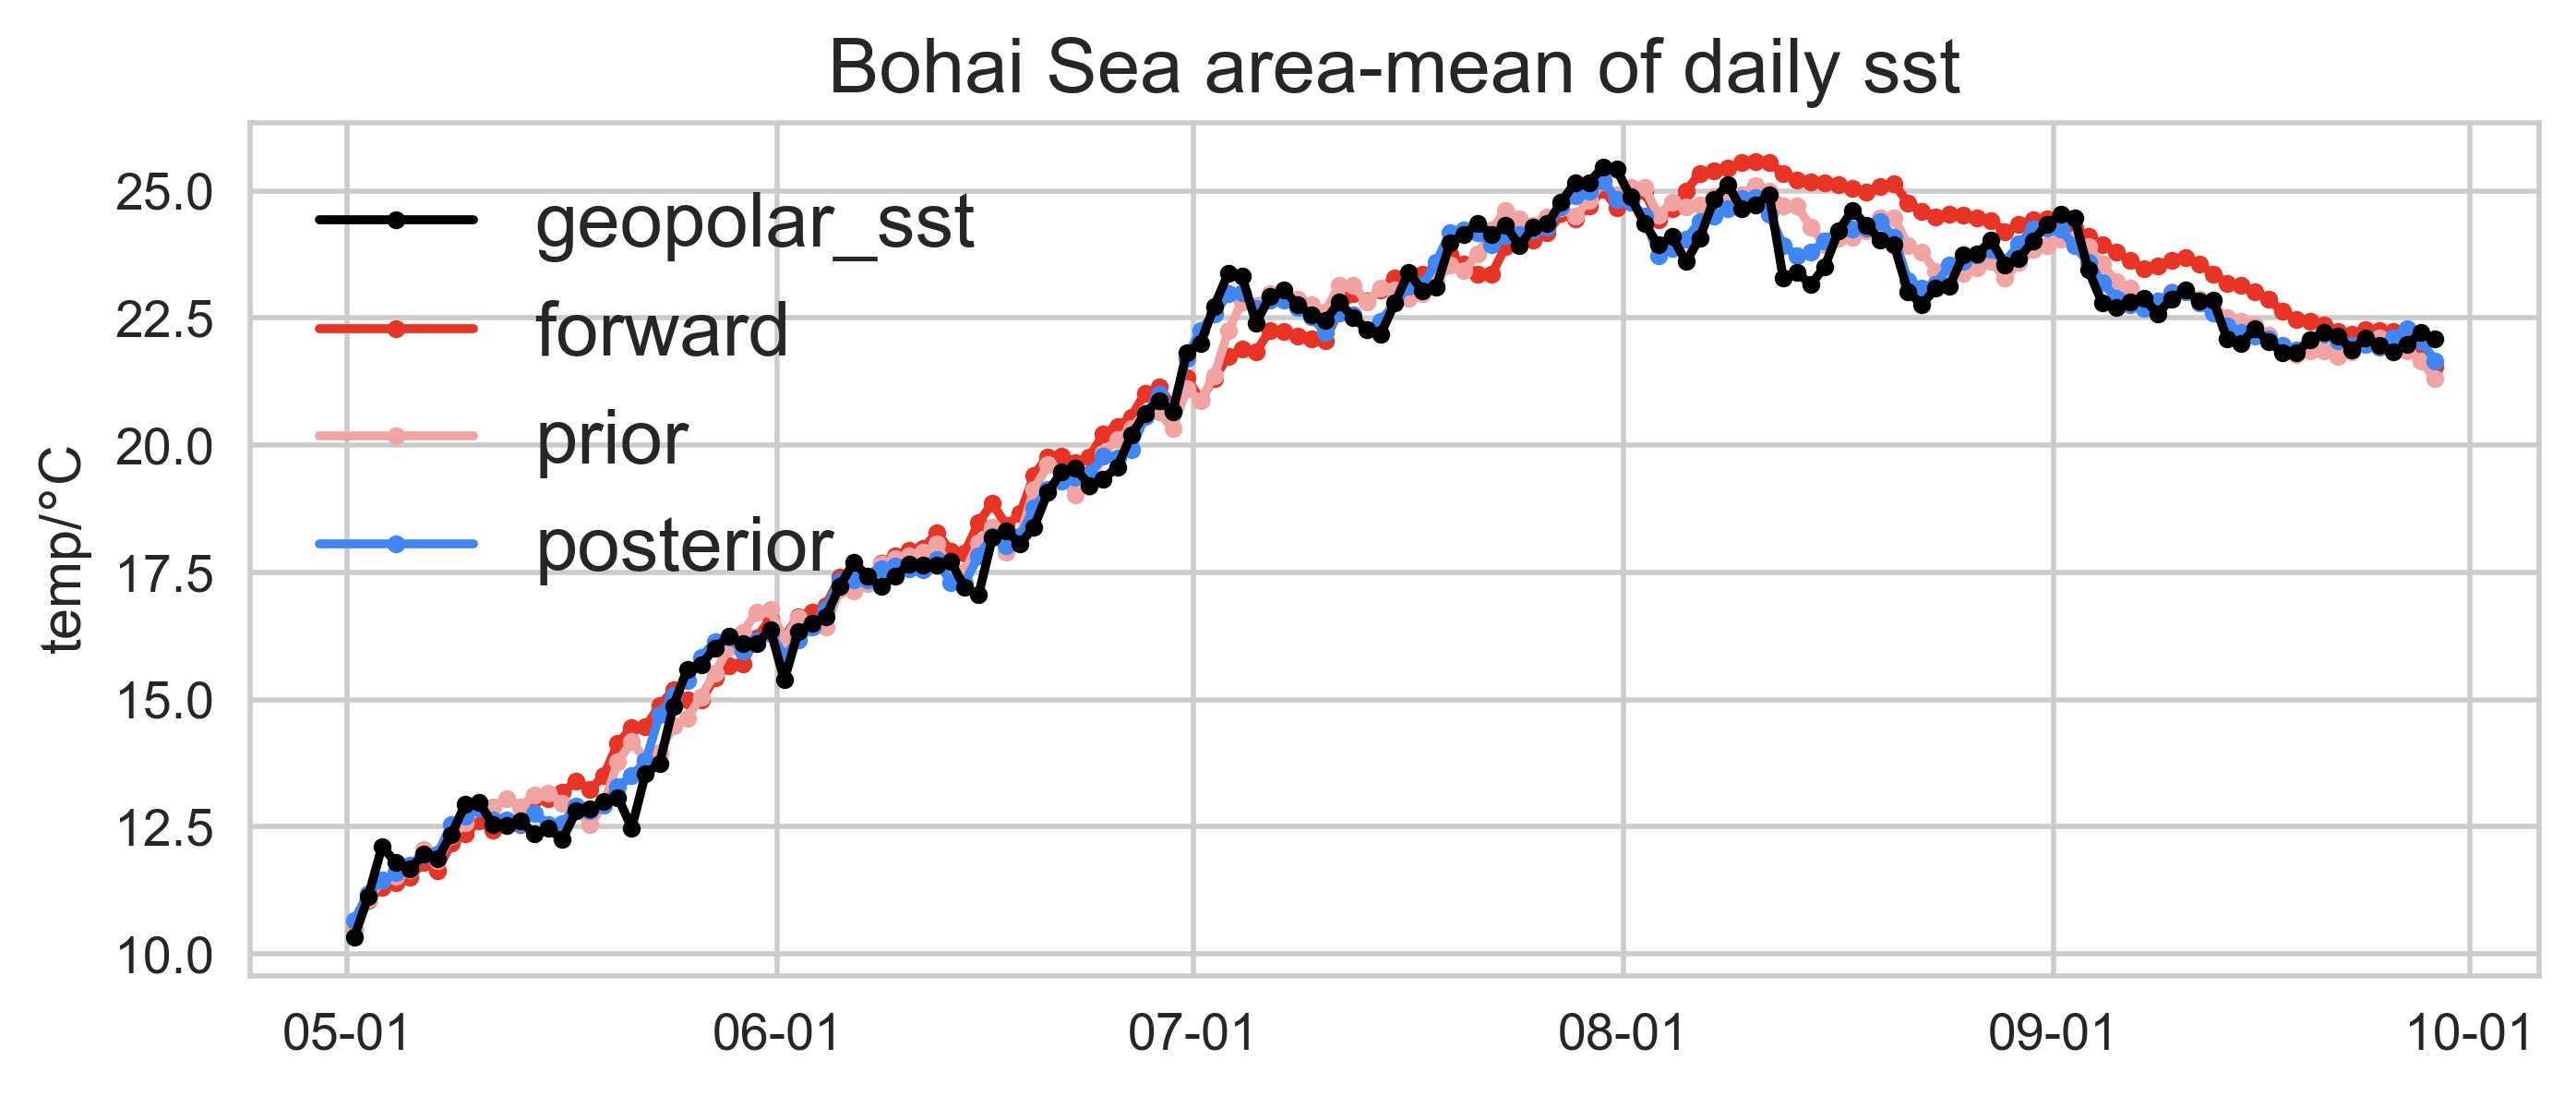 Bohai Sea area-mean of daily sst
temp/°C
25.0
22.5
20.0
17.5
15.0
12.5
10.0
geopolar_sst
forward
prior
posterior
05-01 06-01 07-01 08-01 09-01 10-01